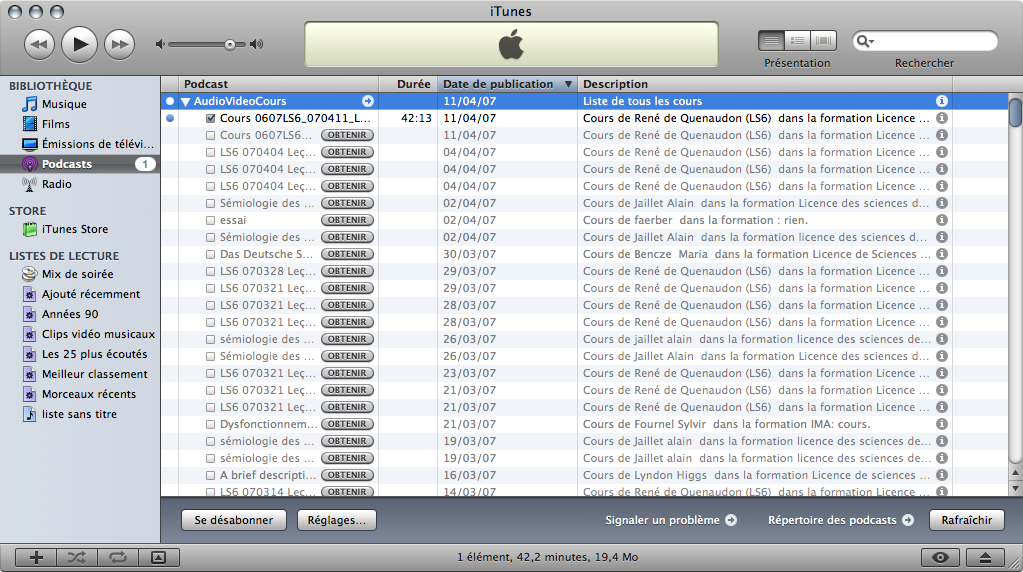 iTunes
Présentation
Rechercher
BIBLIOTHÈQUE
Musique
Films
Émissions de télévi...
Podcasts 1
Radio
STORE
iTunes Store
LISTES DE LECTURE
Mix de soirée
Ajouté récemment
Années 90
Clips vidéo musicaux
Les 25 plus écoutés
Meilleur classement
Morceaux récents
liste sans titre
Podcast Durée Date de publication Description
AudioVideoCours 11/04/07 Liste de tous les cours
Cours 0607LS6_070411_L... 42:13 11/04/07 Cours de René de Quenaudon (LS6) dans la formation Licence ...
Cours 0607LS6... OBTENIR 11/04/07 Cours de René de Quenaudon (LS6) dans la formation Licence ...
LS6 070404 Leç... OBTENIR 04/04/07 Cours de René de Quenaudon (LS6) dans la formation Licence ...
LS6 070404 Leç... OBTENIR 04/04/07 Cours de René de Quenaudon (LS6) dans la formation Licence ...
LS6 070404 Leç... OBTENIR 04/04/07 Cours de René de Quenaudon (LS6) dans la formation Licence ...
Sémiologie des ... OBTENIR 02/04/07 Cours de Jaillet Alain dans la formation Licence des sciences d...
essai OBTENIR 02/04/07 Cours de faerber dans la formation : rien.
Sémiologie des ... OBTENIR 02/04/07 Cours de Jaillet Alain dans la formation licence des sciences d...
Das Deutsche S... OBTENIR 30/03/07 Cours de Bencze Maria dans la formation Licence de Sciences ...
LS6 070328 Leç... OBTENIR 29/03/07 Cours de René de Quenaudon (LS6) dans la formation Licence ...
LS6 070321 Leç... OBTENIR 29/03/07 Cours de René de Quenaudon (LS6) dans la formation Licence ...
LS6 070321 Leç... OBTENIR 28/03/07 Cours de René de Quenaudon (LS6) dans la formation Licence ...
LS6 070321 Leç... OBTENIR 28/03/07 Cours de René de Quenaudon (LS6) dans la formation Licence ...
sémiologie des ... OBTENIR 26/03/07 Cours de jaillet alain dans la formation licence des sciences de...
Sémiologie des ... OBTENIR 26/03/07 Cours de Jaillet Alain dans la formation licence des sciences d...
LS6 070321 Leç... OBTENIR 23/03/07 Cours de René de Quenaudon (LS6) dans la formation Licence ...
LS6 070321 Leç... OBTENIR 21/03/07 Cours de René de Quenaudon (LS6) dans la formation Licence ...
LS6 070321 Leç... OBTENIR 21/03/07 Cours de René de Quenaudon (LS6) dans la formation Licence ...
Dysfonctionnem... OBTENIR 21/03/07 Cours de Fournel Sylvir dans la formation IMA: cours.
sémiologie des ... OBTENIR 19/03/07 Cours de Jaillet alain dans la formation licence des sciences de...
sémiologie des ... OBTENIR 19/03/07 Cours de Jaillet alain dans la formation licence des sciences de...
A brief descripti... OBTENIR 16/03/07 Cours de Lyndon Higgs dans la formation Licence de sciences ...
LS6 070314 Leç... OBTENIR 14/03/07 Cours de René de Quenaudon (LS6) dans la formation Licence ...
Se désabonner Réglages... Signaler un problème Répertoire des podcasts Rafraîchir
1 élément, 42,2 minutes, 19,4 Mo